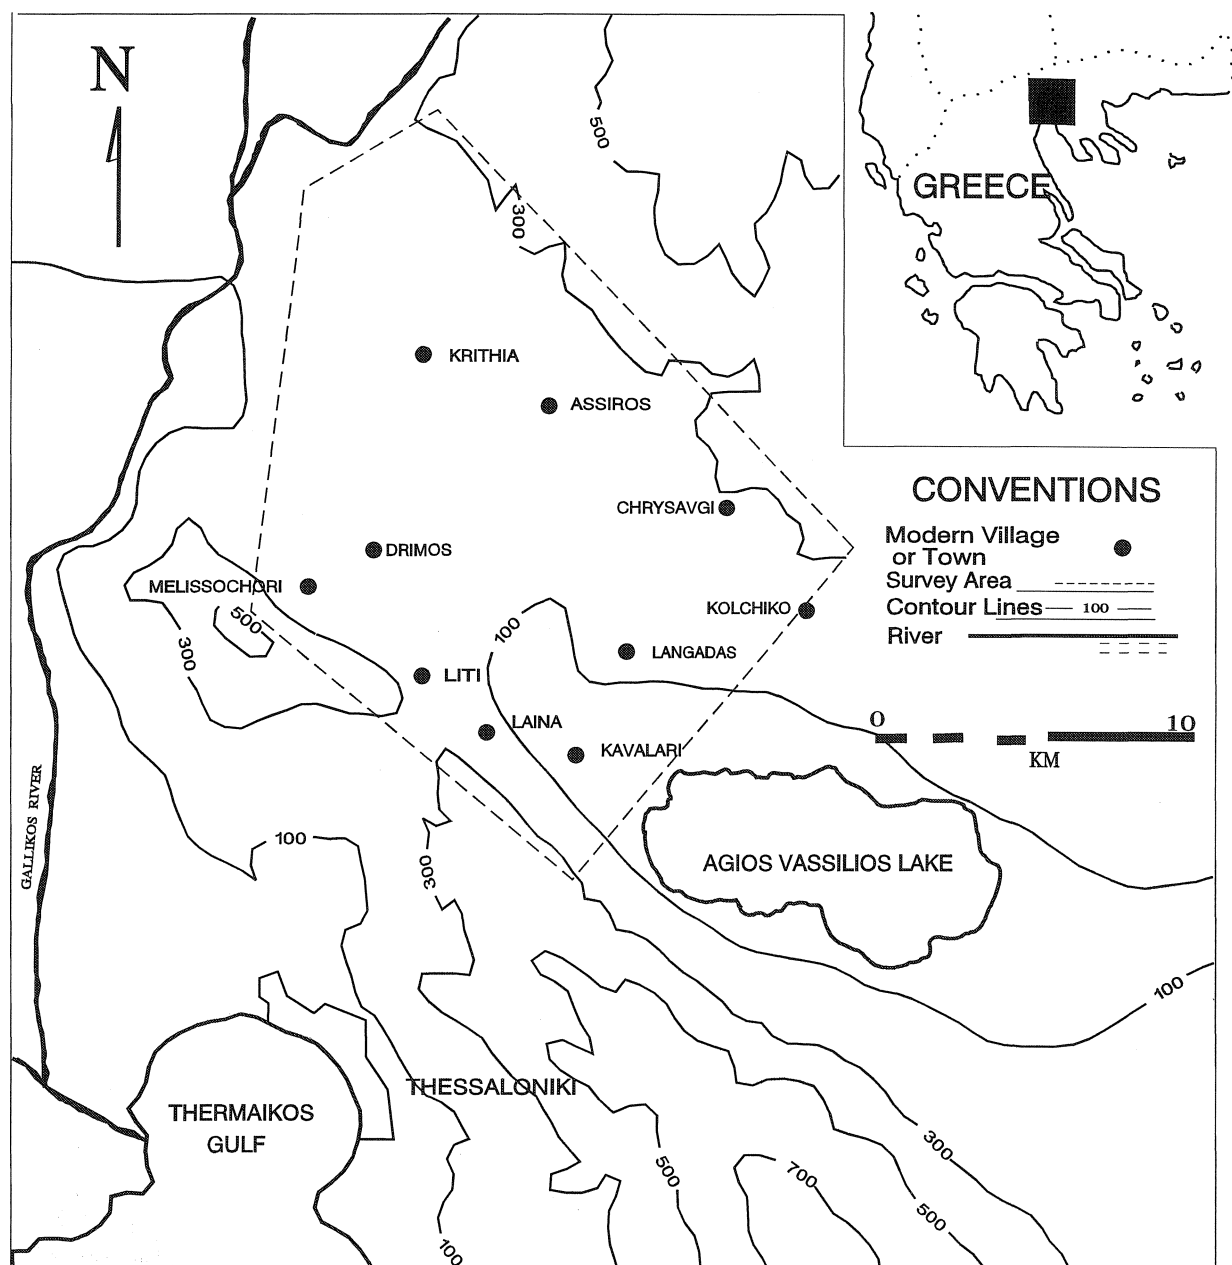 N
500
GREECE
300
KRITHIA
ASSIROS
CONVENTIONS
CHRYSAVGI
Modern Village
or Town
DRIMOS
Survey Area
MELISSOCHORI
Contour Lines
100
KOLCHIKO
500
River
100
300
LANGADAS
LITI
0
10
LAINA
KAVALARI
KM
GALLIKOS RIVER
100
AGIOS VASSILIOS LAKE
300
100
THESSALONIKI
THERMAIKOS
GULF
300
500
700
500
100